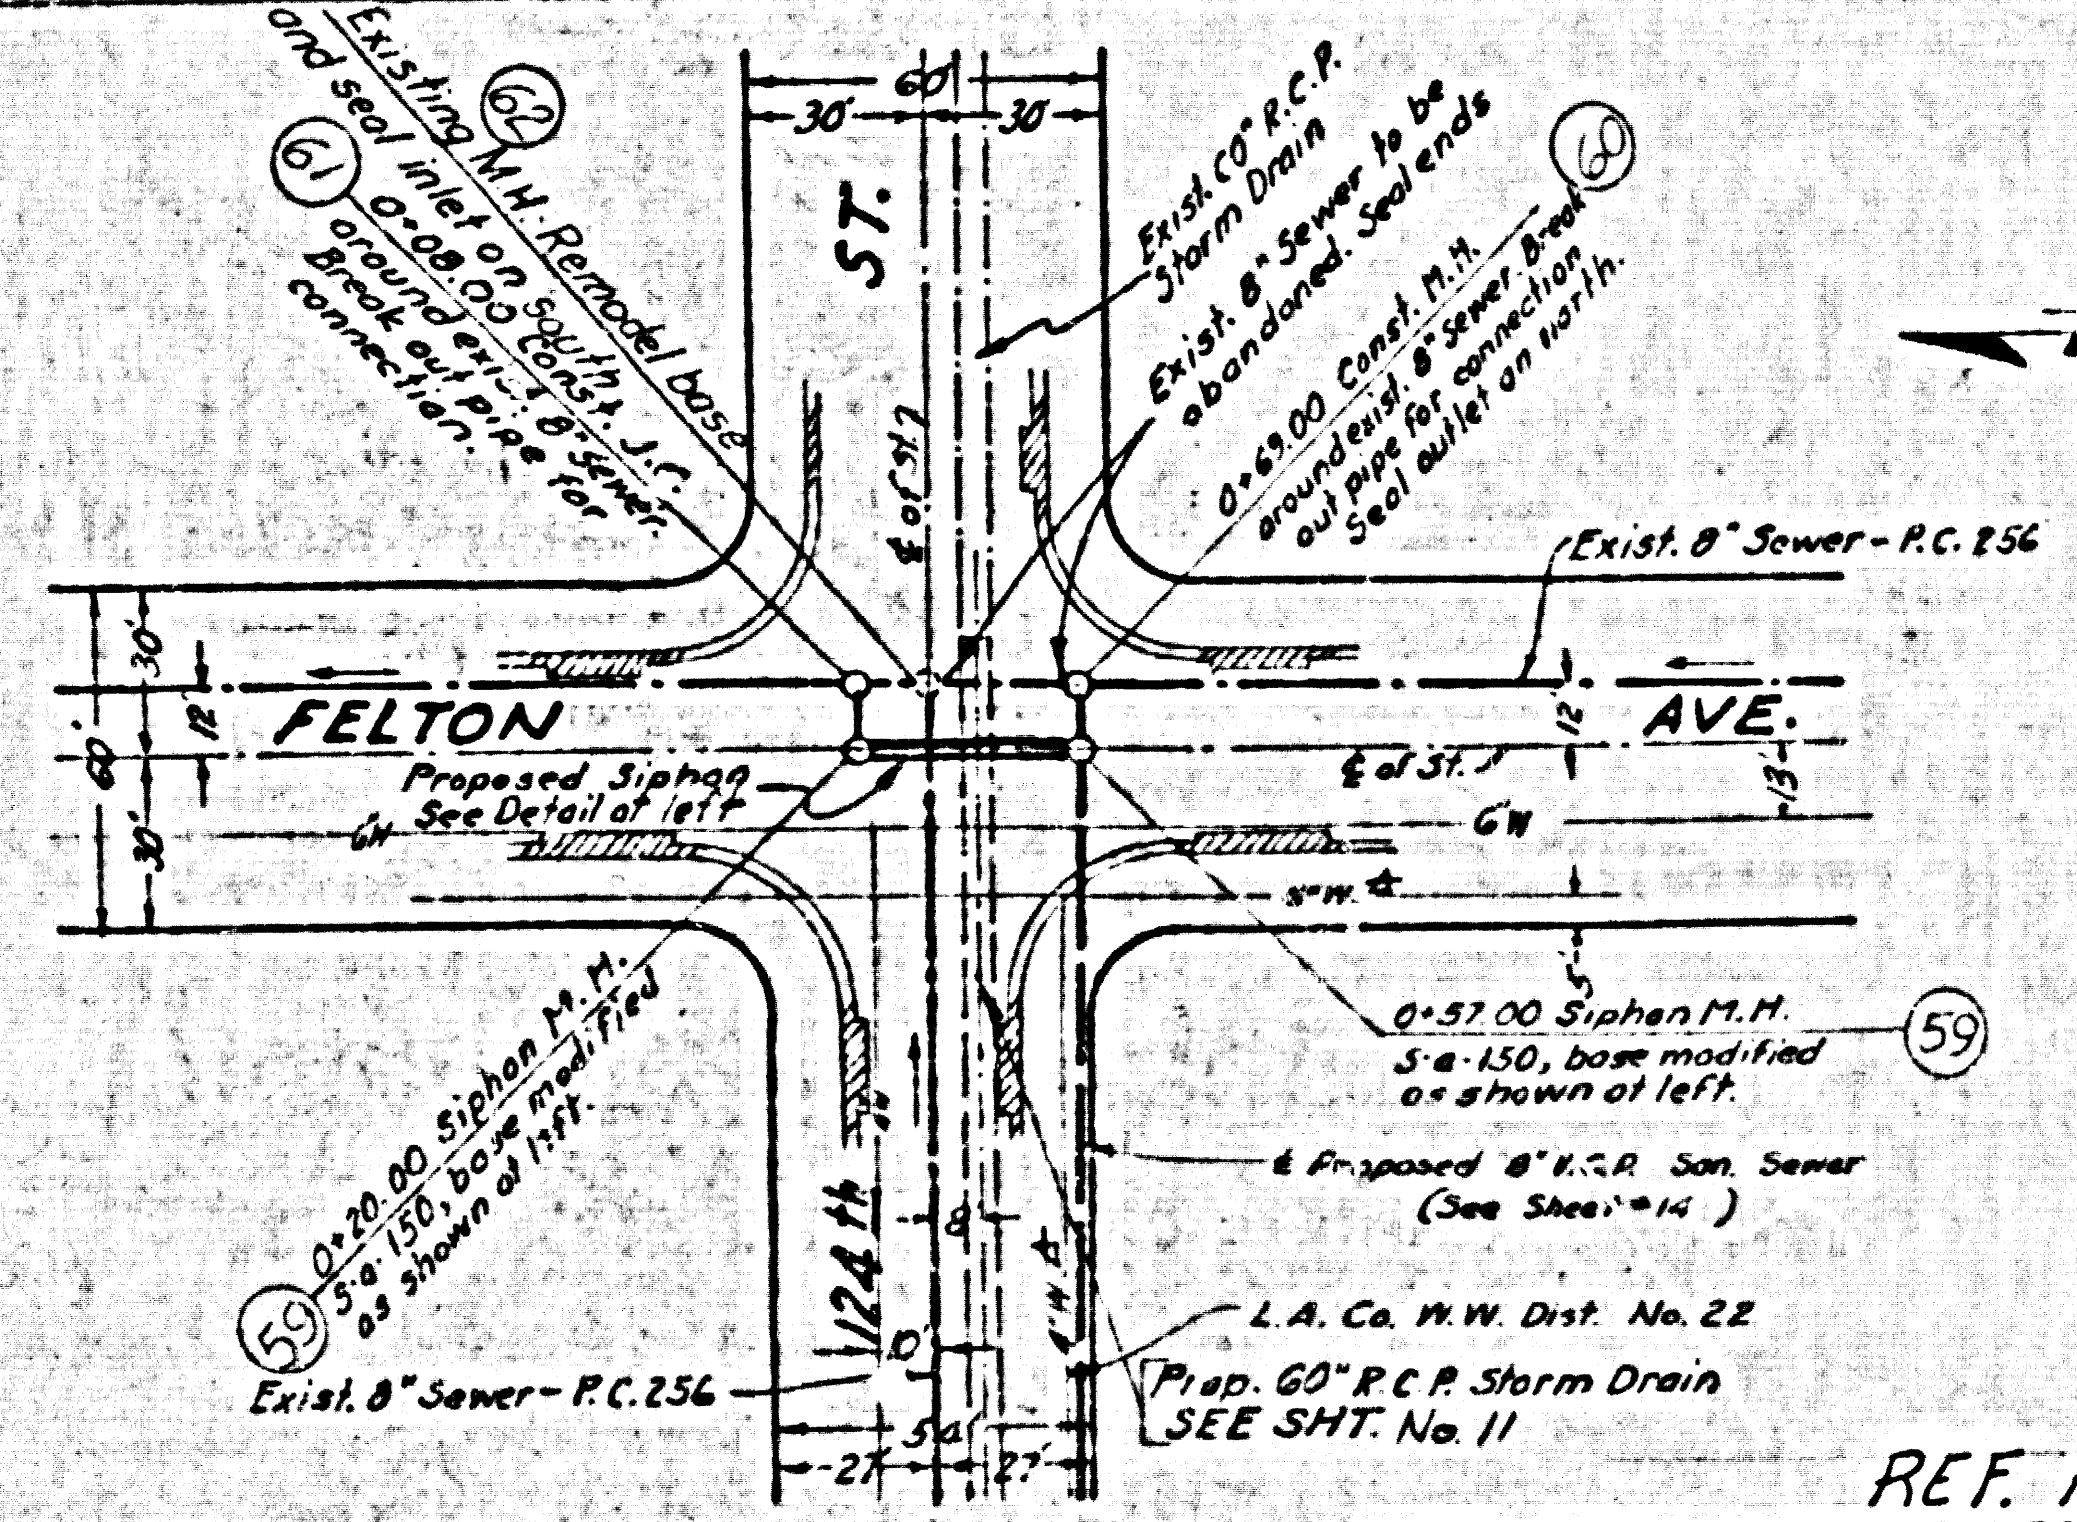 Existing M.H. Remodel base
and seal inlet on south
62
61
0+08.00 Const. J.C.
around exist. 8" sewer.
Break out pipe for
connection.
60'
30' 30'
ST.
℄ of St.
Exist. 60" R.C.P.
Storm Drain
Exist. 8" Sewer to be
abandoned. Seal ends
60
0+69.00 Const. M.H.
around exist. 8" sewer. Break
out pipe for connection
Seal outlet on north.
Exist. 8" Sewer - P.C. 256
60'
30'
12'
30'
FELTON
AVE.
12'
13'
℄ of St.
Proposed Siphon
See Detail at left
6"W
6"W
5'
59
0+20.00 Siphon M.H.
S-a-150, base modified
as shown at left.
0+57.00 Siphon M.H.
S-a-150, base modified
as shown at left.
59
℄ Proposed 8" V.C.P. San. Sewer
(See Sheet #14)
124th
8'
10'
L.A. Co. W.W. Dist. No. 22
Exist. 8" Sewer - P.C. 256
Prop. 60" R.C.P. Storm Drain
SEE SHT. No. 11
54'
27' 27'
REF.